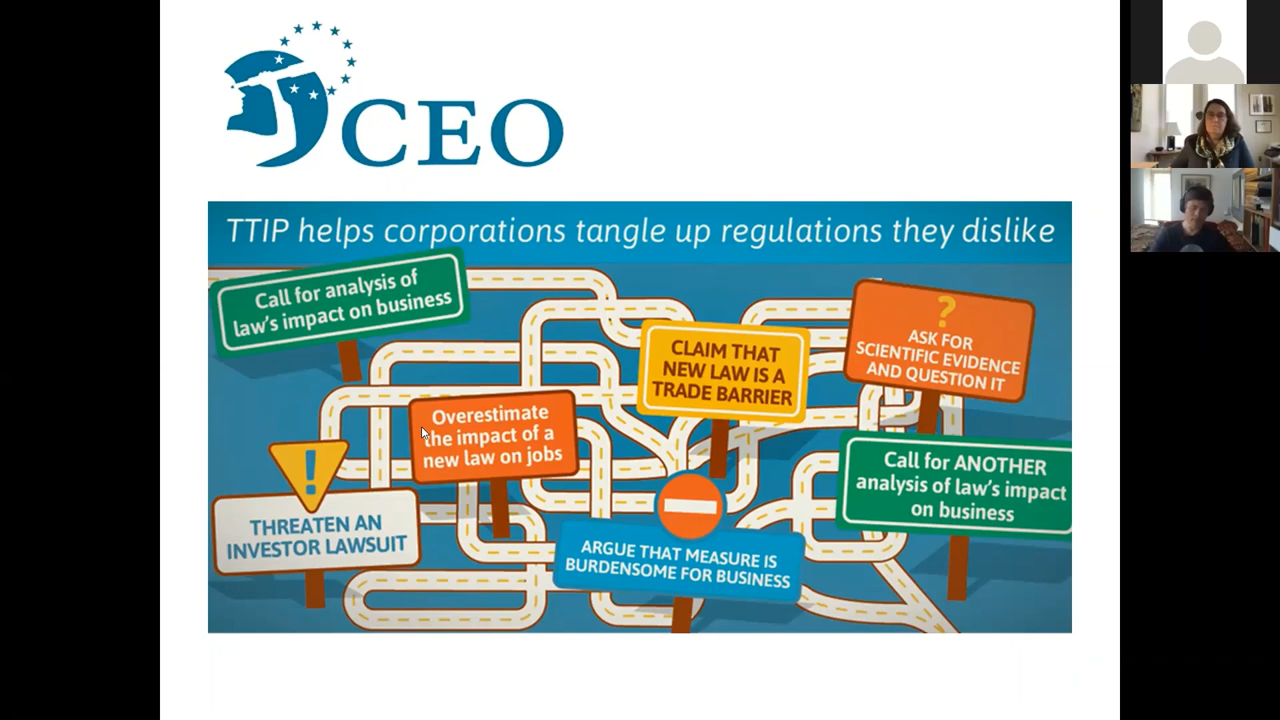 CEO
TTIP helps corporations tangle up regulations they dislike
Call for analysis of
law's impact on business
CLAIM THAT
NEW LAW IS A
TRADE BARRIER
?
ASK FOR
SCIENTIFIC EVIDENCE
AND QUESTION IT
Overestimate
the impact of a
new law on jobs
Call for ANOTHER
analysis of law's impact
on business
!
THREATEN AN
INVESTOR LAWSUIT
ARGUE THAT MEASURE IS
BURDENSOME FOR BUSINESS